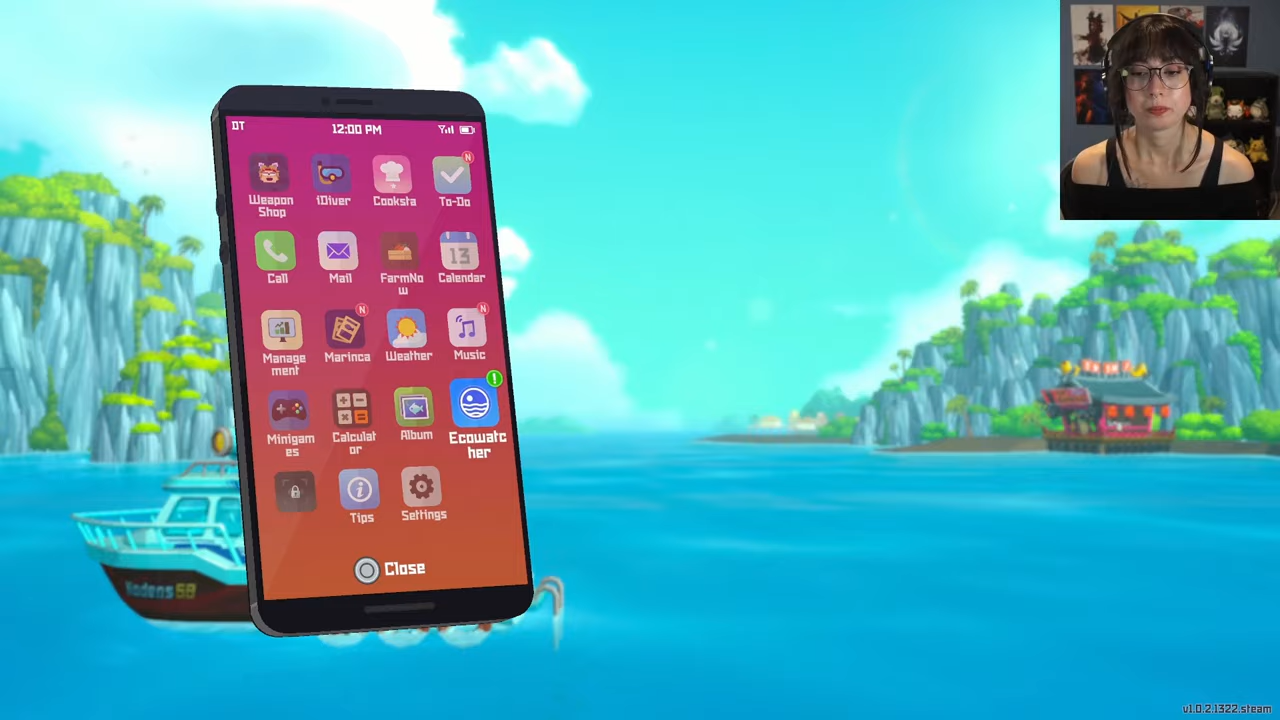 DT
12:00 PM
Weapon
Shop
iDiver
Cooksta
N
To-Do
Call
Mail
FarmNo
w
13
Calendar
Manage
ment
N
Marinca
Weather
N
Music
Minigam
es
Calculat
or
Album
!
Ecowatc
her
Tips
Settings
Close
v1.0.2.1322.steam